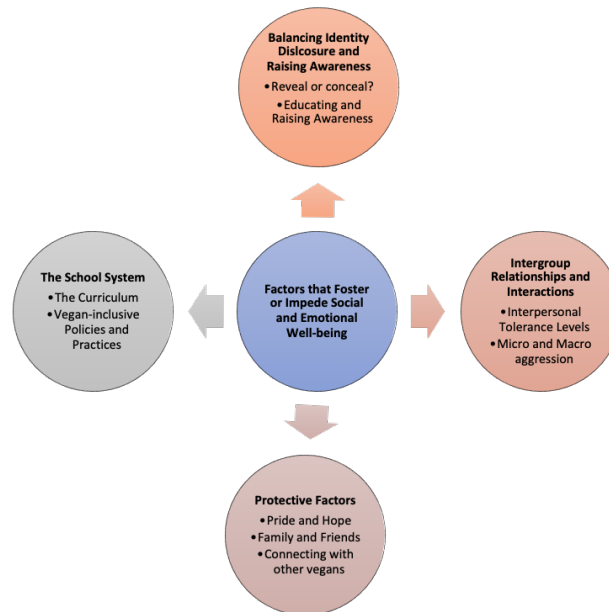 Balancing Identity
Dislcosure and
Raising Awareness
•Reveal or conceal?
•Educating and
Raising Awareness
The School System
•The Curriculum
•Vegan-inclusive
Policies and
Practices
Factors that Foster
or Impede Social
and Emotional
Well-being
Intergroup
Relationships and
Interactions
•Interpersonal
Tolerance Levels
•Micro and Macro
aggression
Protective Factors
•Pride and Hope
•Family and Friends
•Connecting with
other vegans